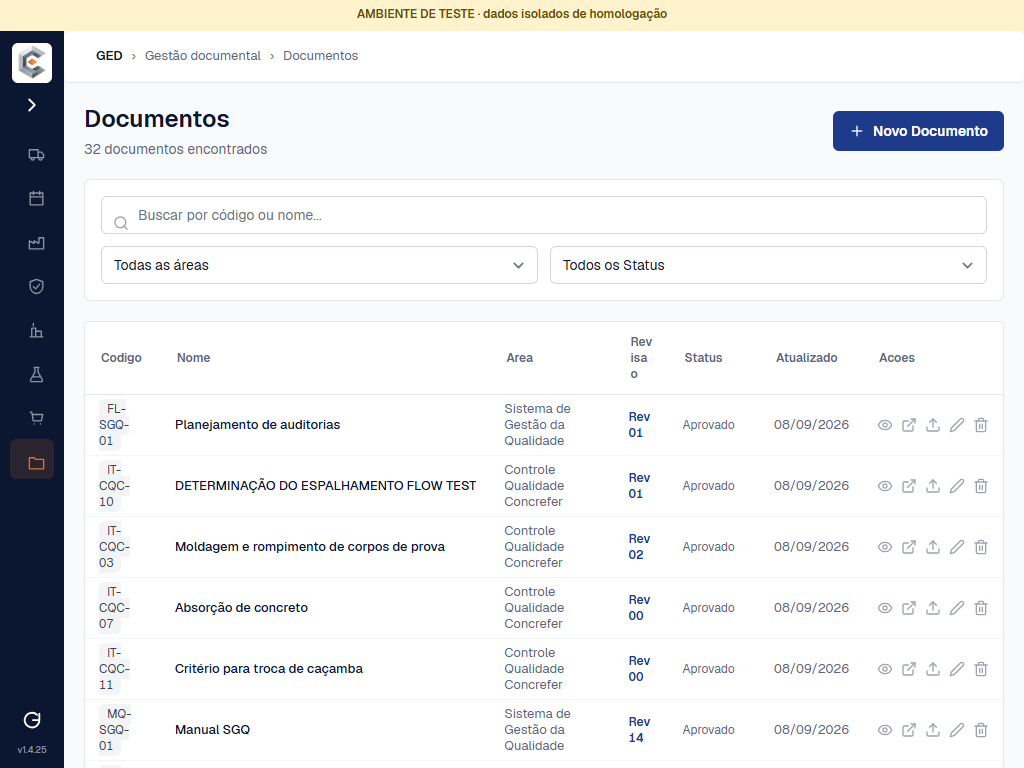 AMBIENTE DE TESTE · dados isolados de homologação
GED › Gestão documental › Documentos
Documentos
32 documentos encontrados
Novo Documento
Buscar por código ou nome...
Todas as áreas
Todos os Status
Codigo Nome Area Rev isa o Status Atualizado Acoes
FL-SGQ-01 Planejamento de auditorias Sistema de Gestão da Qualidade Rev 01 Aprovado 08/09/2026
IT-CQC-10 DETERMINAÇÃO DO ESPALHAMENTO FLOW TEST Controle Qualidade Concrefer Rev 01 Aprovado 08/09/2026
IT-CQC-03 Moldagem e rompimento de corpos de prova Controle Qualidade Concrefer Rev 02 Aprovado 08/09/2026
IT-CQC-07 Absorção de concreto Controle Qualidade Concrefer Rev 00 Aprovado 08/09/2026
IT-CQC-11 Critério para troca de caçamba Controle Qualidade Concrefer Rev 00 Aprovado 08/09/2026
MQ-SGQ-01 Manual SGQ Sistema de Gestão da Qualidade Rev 14 Aprovado 08/09/2026
v1.4.25